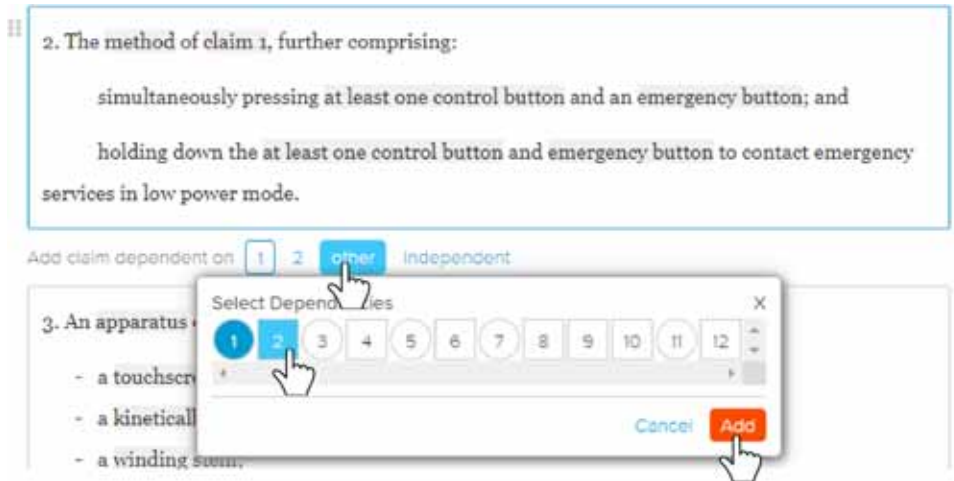 2. The method of claim 1, further comprising:
simultaneously pressing at least one control button and an emergency button; and
holding down the at least one control button and emergency button to contact emergency
services in low power mode.
Add claim dependent on 1 2 other Independent
Select Dependencies X
3. An apparatus
1 2 3 4 5 6 7 8 9 10 11 12
- a touchscre
- a kineticall
Cancel Add
- a winding stem,